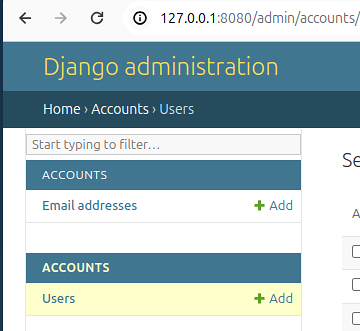 127.0.0.1:8080/admin/accounts/
Django administration
Home › Accounts › Users
Start typing to filter…
ACCOUNTS
Email addresses + Add
ACCOUNTS
Users + Add